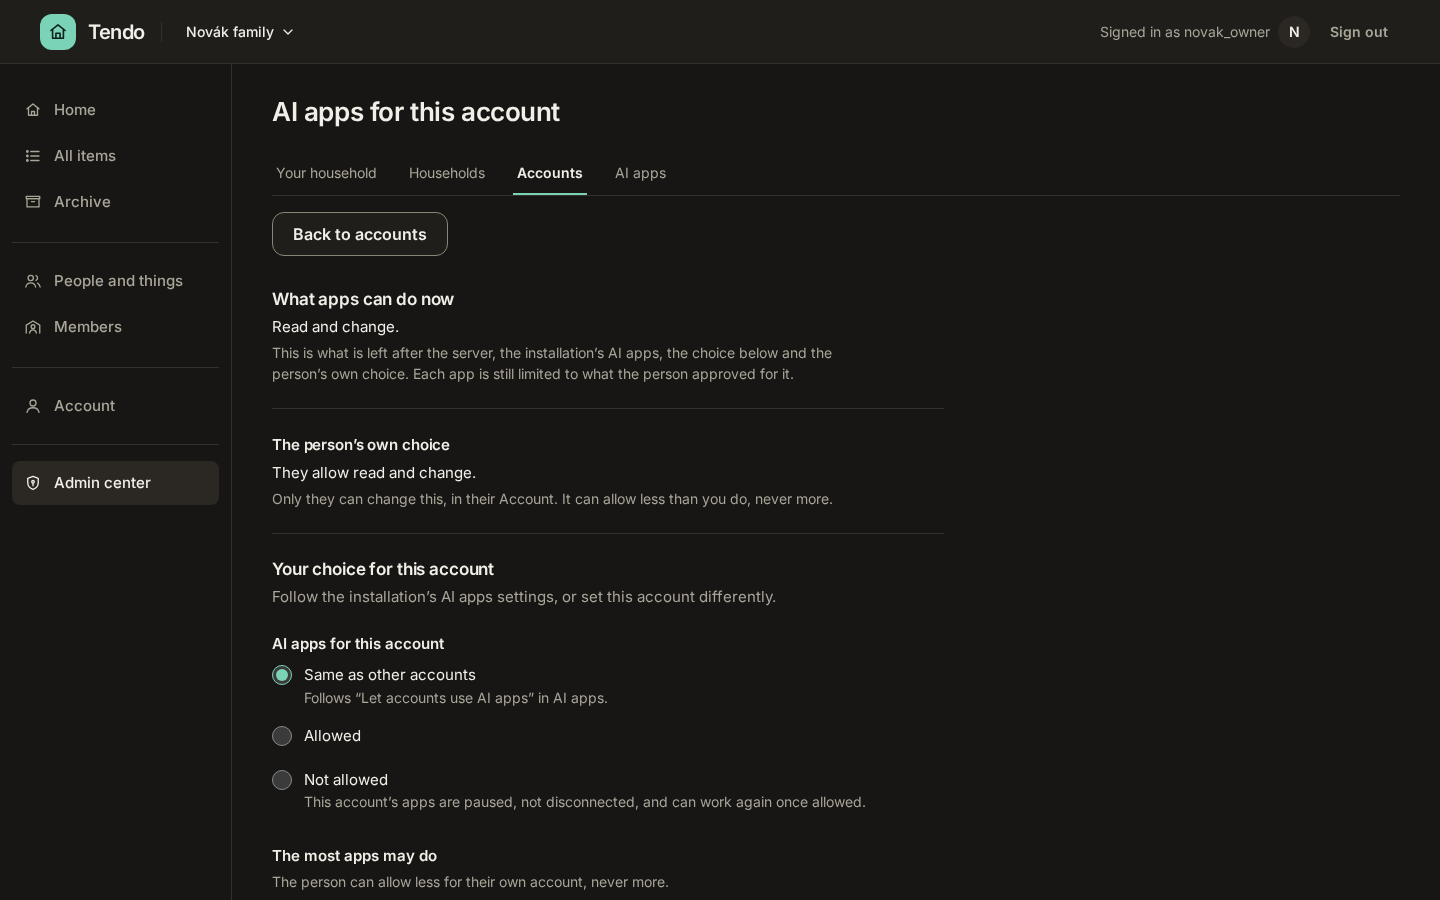 Tendo
Novák family
Signed in as novak_owner
N
Sign out
Home
All items
Archive
People and things
Members
Account
Admin center
AI apps for this account
Your household
Households
Accounts
AI apps
Back to accounts
What apps can do now
Read and change.
This is what is left after the server, the installation’s AI apps, the choice below and the
person’s own choice. Each app is still limited to what the person approved for it.
The person’s own choice
They allow read and change.
Only they can change this, in their Account. It can allow less than you do, never more.
Your choice for this account
Follow the installation’s AI apps settings, or set this account differently.
AI apps for this account
Same as other accounts
Follows “Let accounts use AI apps” in AI apps.
Allowed
Not allowed
This account’s apps are paused, not disconnected, and can work again once allowed.
The most apps may do
The person can allow less for their own account, never more.